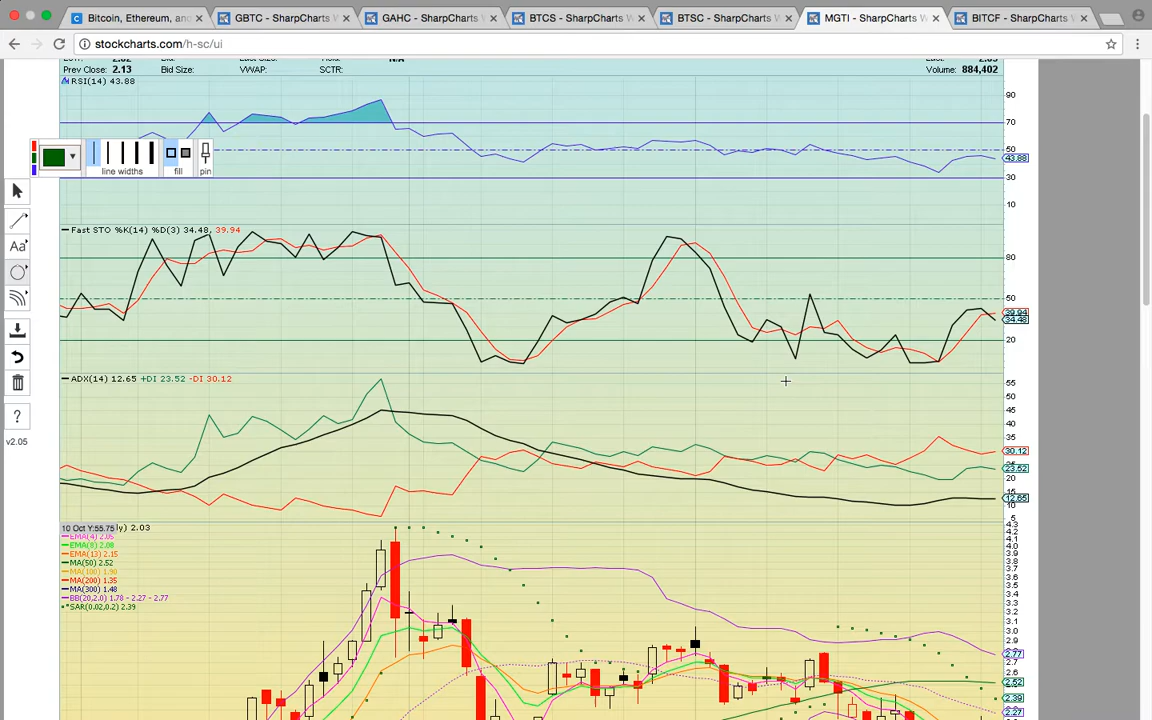 Bitcoin, Ethereum, and
GBTC - SharpCharts W
GAHC - SharpCharts W
BTCS - SharpCharts W
BTSC - SharpCharts W
MGTI - SharpCharts W
BITCF - SharpCharts W
stockcharts.com/h-sc/ui
Prev Close: 2.13 Bid Size: VWAP: SCTR: Volume: 884,402
RSI(14) 43.88
90
70
50
43.88
30
10
line widths fill pin
Aa
Fast STO %K(14) %D(3) 34.48, 39.94
80
50
39.94
34.48
20
ADX(14) 12.65 +DI 23.52 -DI 30.12
55
50
45
40
35
30.12
25
23.52
20
15
12.65
10
5
?
v2.05
10 Oct Y:55.75 ly) 2.03
EMA(4) 2.05
EMA(8) 2.08
EMA(13) 2.15
MA(50) 2.52
MA(100) 1.90
MA(200) 1.35
MA(300) 1.48
BB(20,2.0) 1.78 - 2.27 - 2.77
SAR(0.02,0.2) 2.39
4.3
4.2
4.1
4.0
3.9
3.8
3.7
3.6
3.5
3.4
3.3
3.2
3.1
3.0
2.9
2.77
2.7
2.6
2.52
2.39
2.27